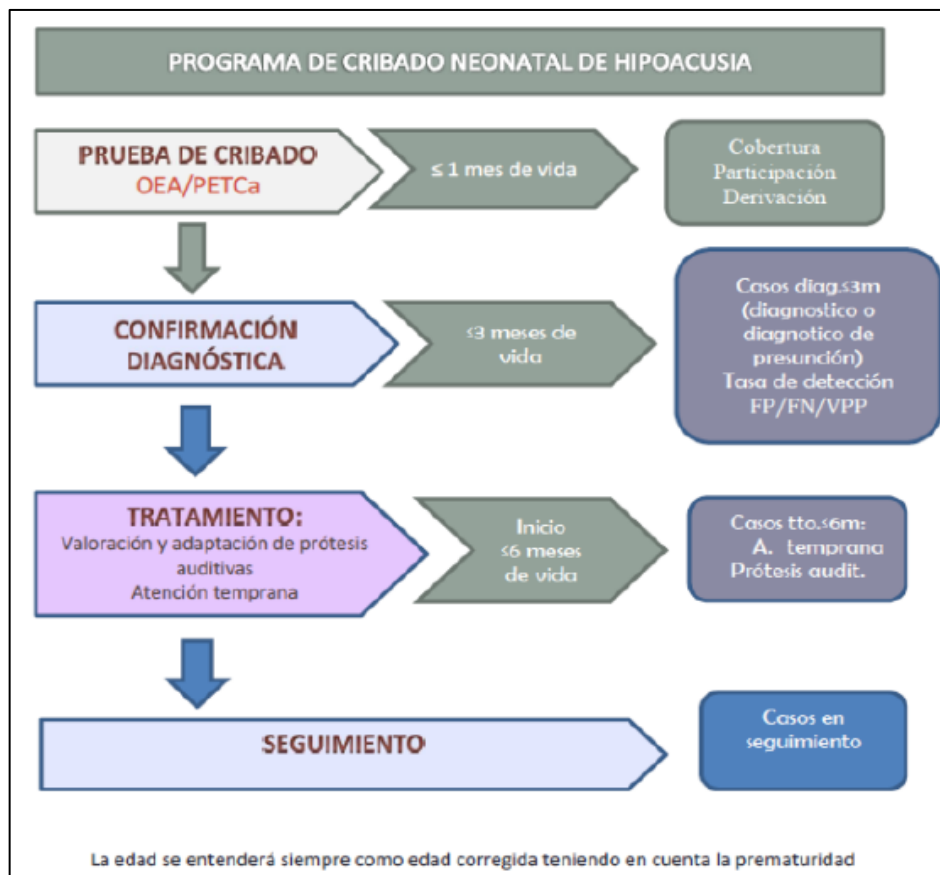 PROGRAMA DE CRIBADO NEONATAL DE HIPOACUSIA
PRUEBA DE CRIBADO
OEA/PETCa
≤ 1 mes de vida
Cobertura
Participación
Derivación
CONFIRMACIÓN
DIAGNÓSTICA
≤3 meses de
vida
Casos diag.≤3m
(diagnostico o
diagnotico de
presunción)
Tasa de detección
FP/FN/VPP
TRATAMIENTO:
Valoración y adaptación de prótesis
auditivas
Atención temprana
Inicio
≤6 meses
de vida
Casos tto.≤6m:
A. temprana
Prótesis audit.
SEGUIMIENTO
Casos en
seguimiento
La edad se entenderá siempre como edad corregida teniendo en cuenta la prematuridad